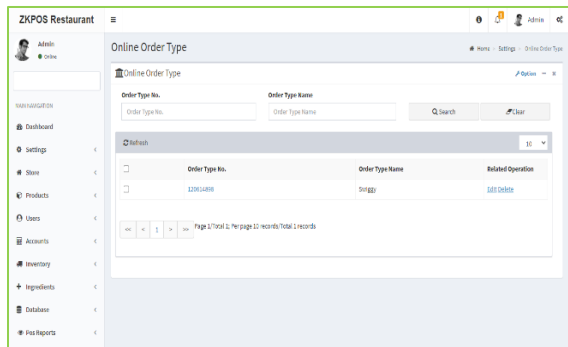 ZKPOS Restaurant
Admin
Admin
Online
Online Order Type
Home > Settings > Online Order Type
Online Order Type
Option
Order Type No.
Order Type Name
Order Type No.
Order Type Name
Search
Clear
MAIN NAVIGATION
Dashboard
Settings
Store
Products
Users
Accounts
Inventory
Ingredients
Database
Pos Reports
Refresh
10
Order Type No.
Order Type Name
Related Operation
Edit Delete
<< < 1 > >> Page 1/Total 1; Per page 10 records/Total 1 records